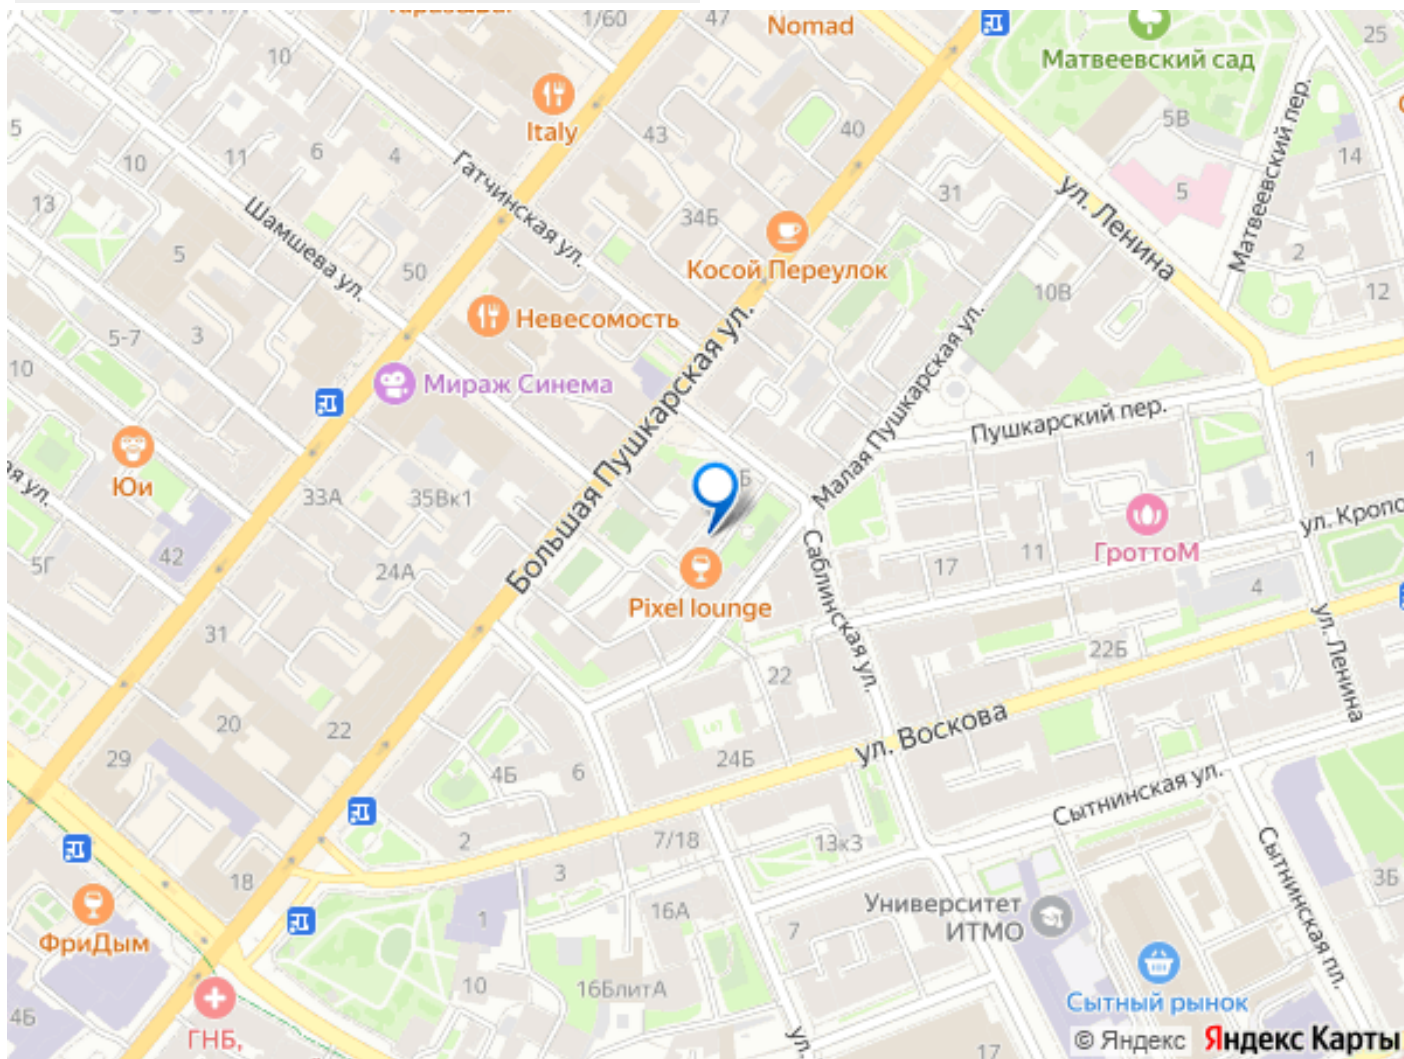 1/60
47
Nomad
Матвеевский сад
25
10
Italy
43
40
5В
Матвеевский пер.
14
5
10
11
6
4
Гатчинская ул.
31
ул. Ленина
5
13
Шамшева ул.
34Б
2
5
50
Косой Переулок
10В
12
5-7
3
Невесомость
Малая Пушкарская ул.
10
Мираж Синема
Большая Пушкарская ул.
Пушкарский пер.
Юи
33А
35Вк1
Б
1
ул.
ГроттоМ
42
5Г
24А
Pixel lounge
Саблинская ул.
17
11
4
31
22
22Б
ул. Ленина
20
22
29
4Б
6
24Б
ул. Воскова
Сытнинская ул.
2
7/18
13к3
3
18
Сытнинская пл.
3Б
ФриДым
1
16А
7
Университет
ИТМО
10
16БлитА
Сытный рынок
4Б
ГНБ,
ул.
17
© Яндекс Яндекс Карты